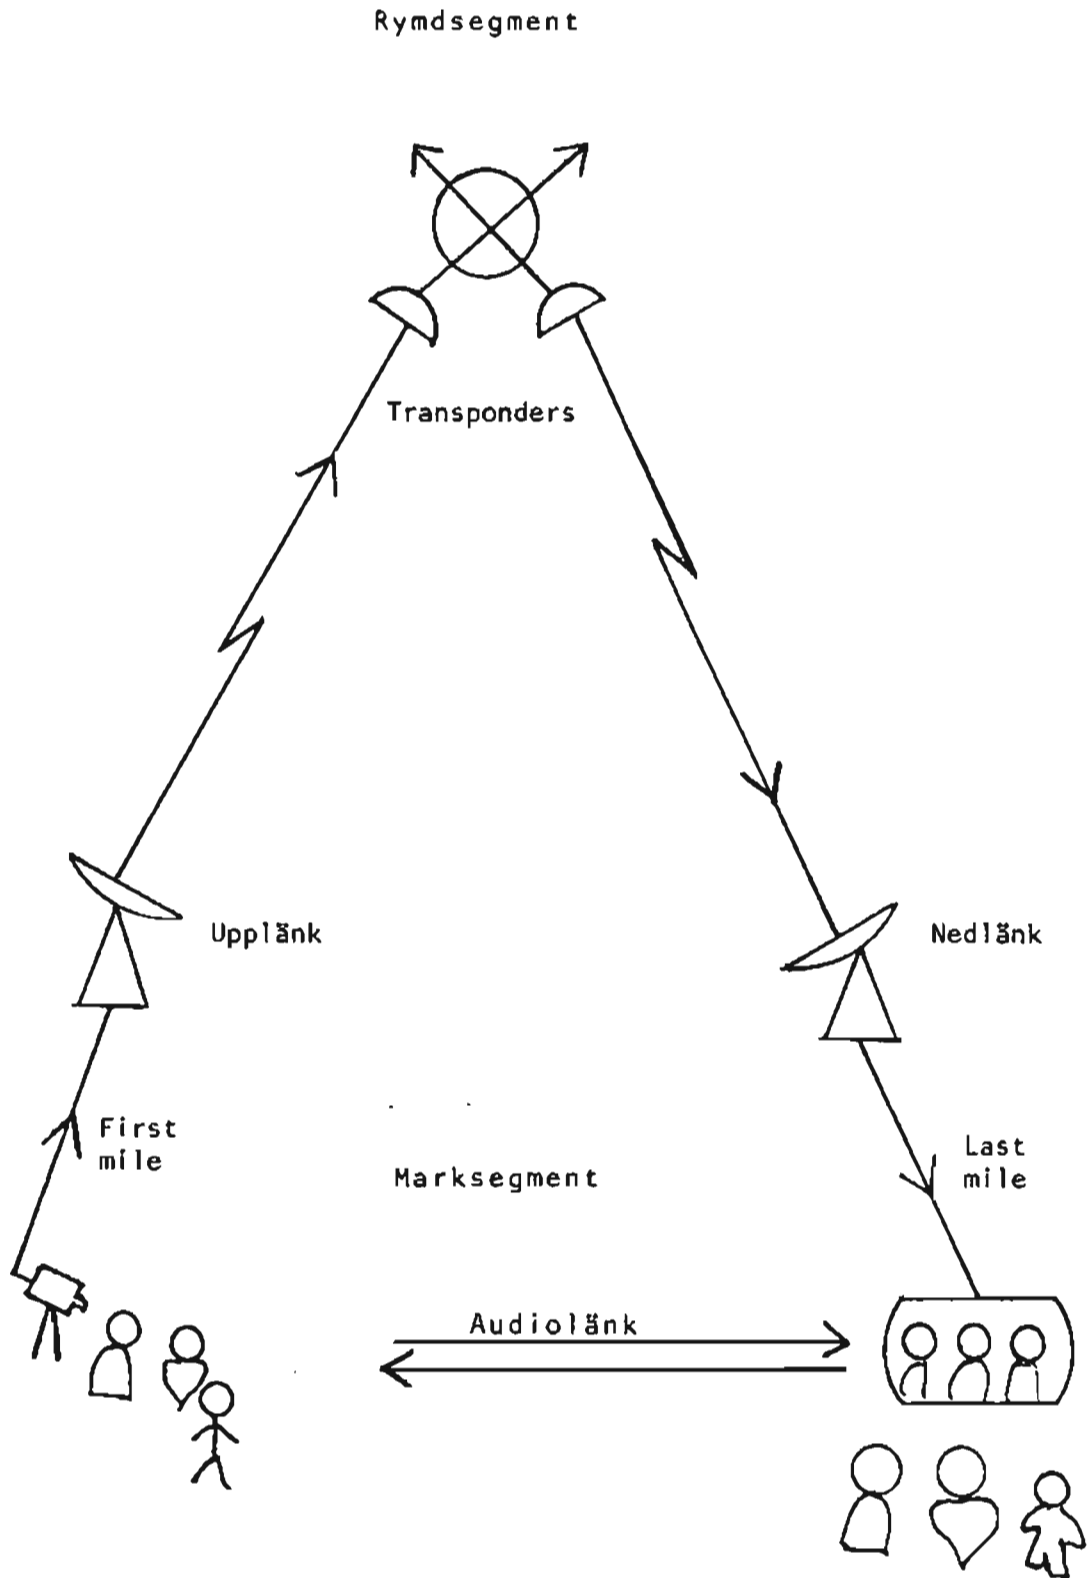 Rymdsegment
Transponders
Upplänk
Nedlänk
First
mile
Last
mile
Marksegment
Audiolänk